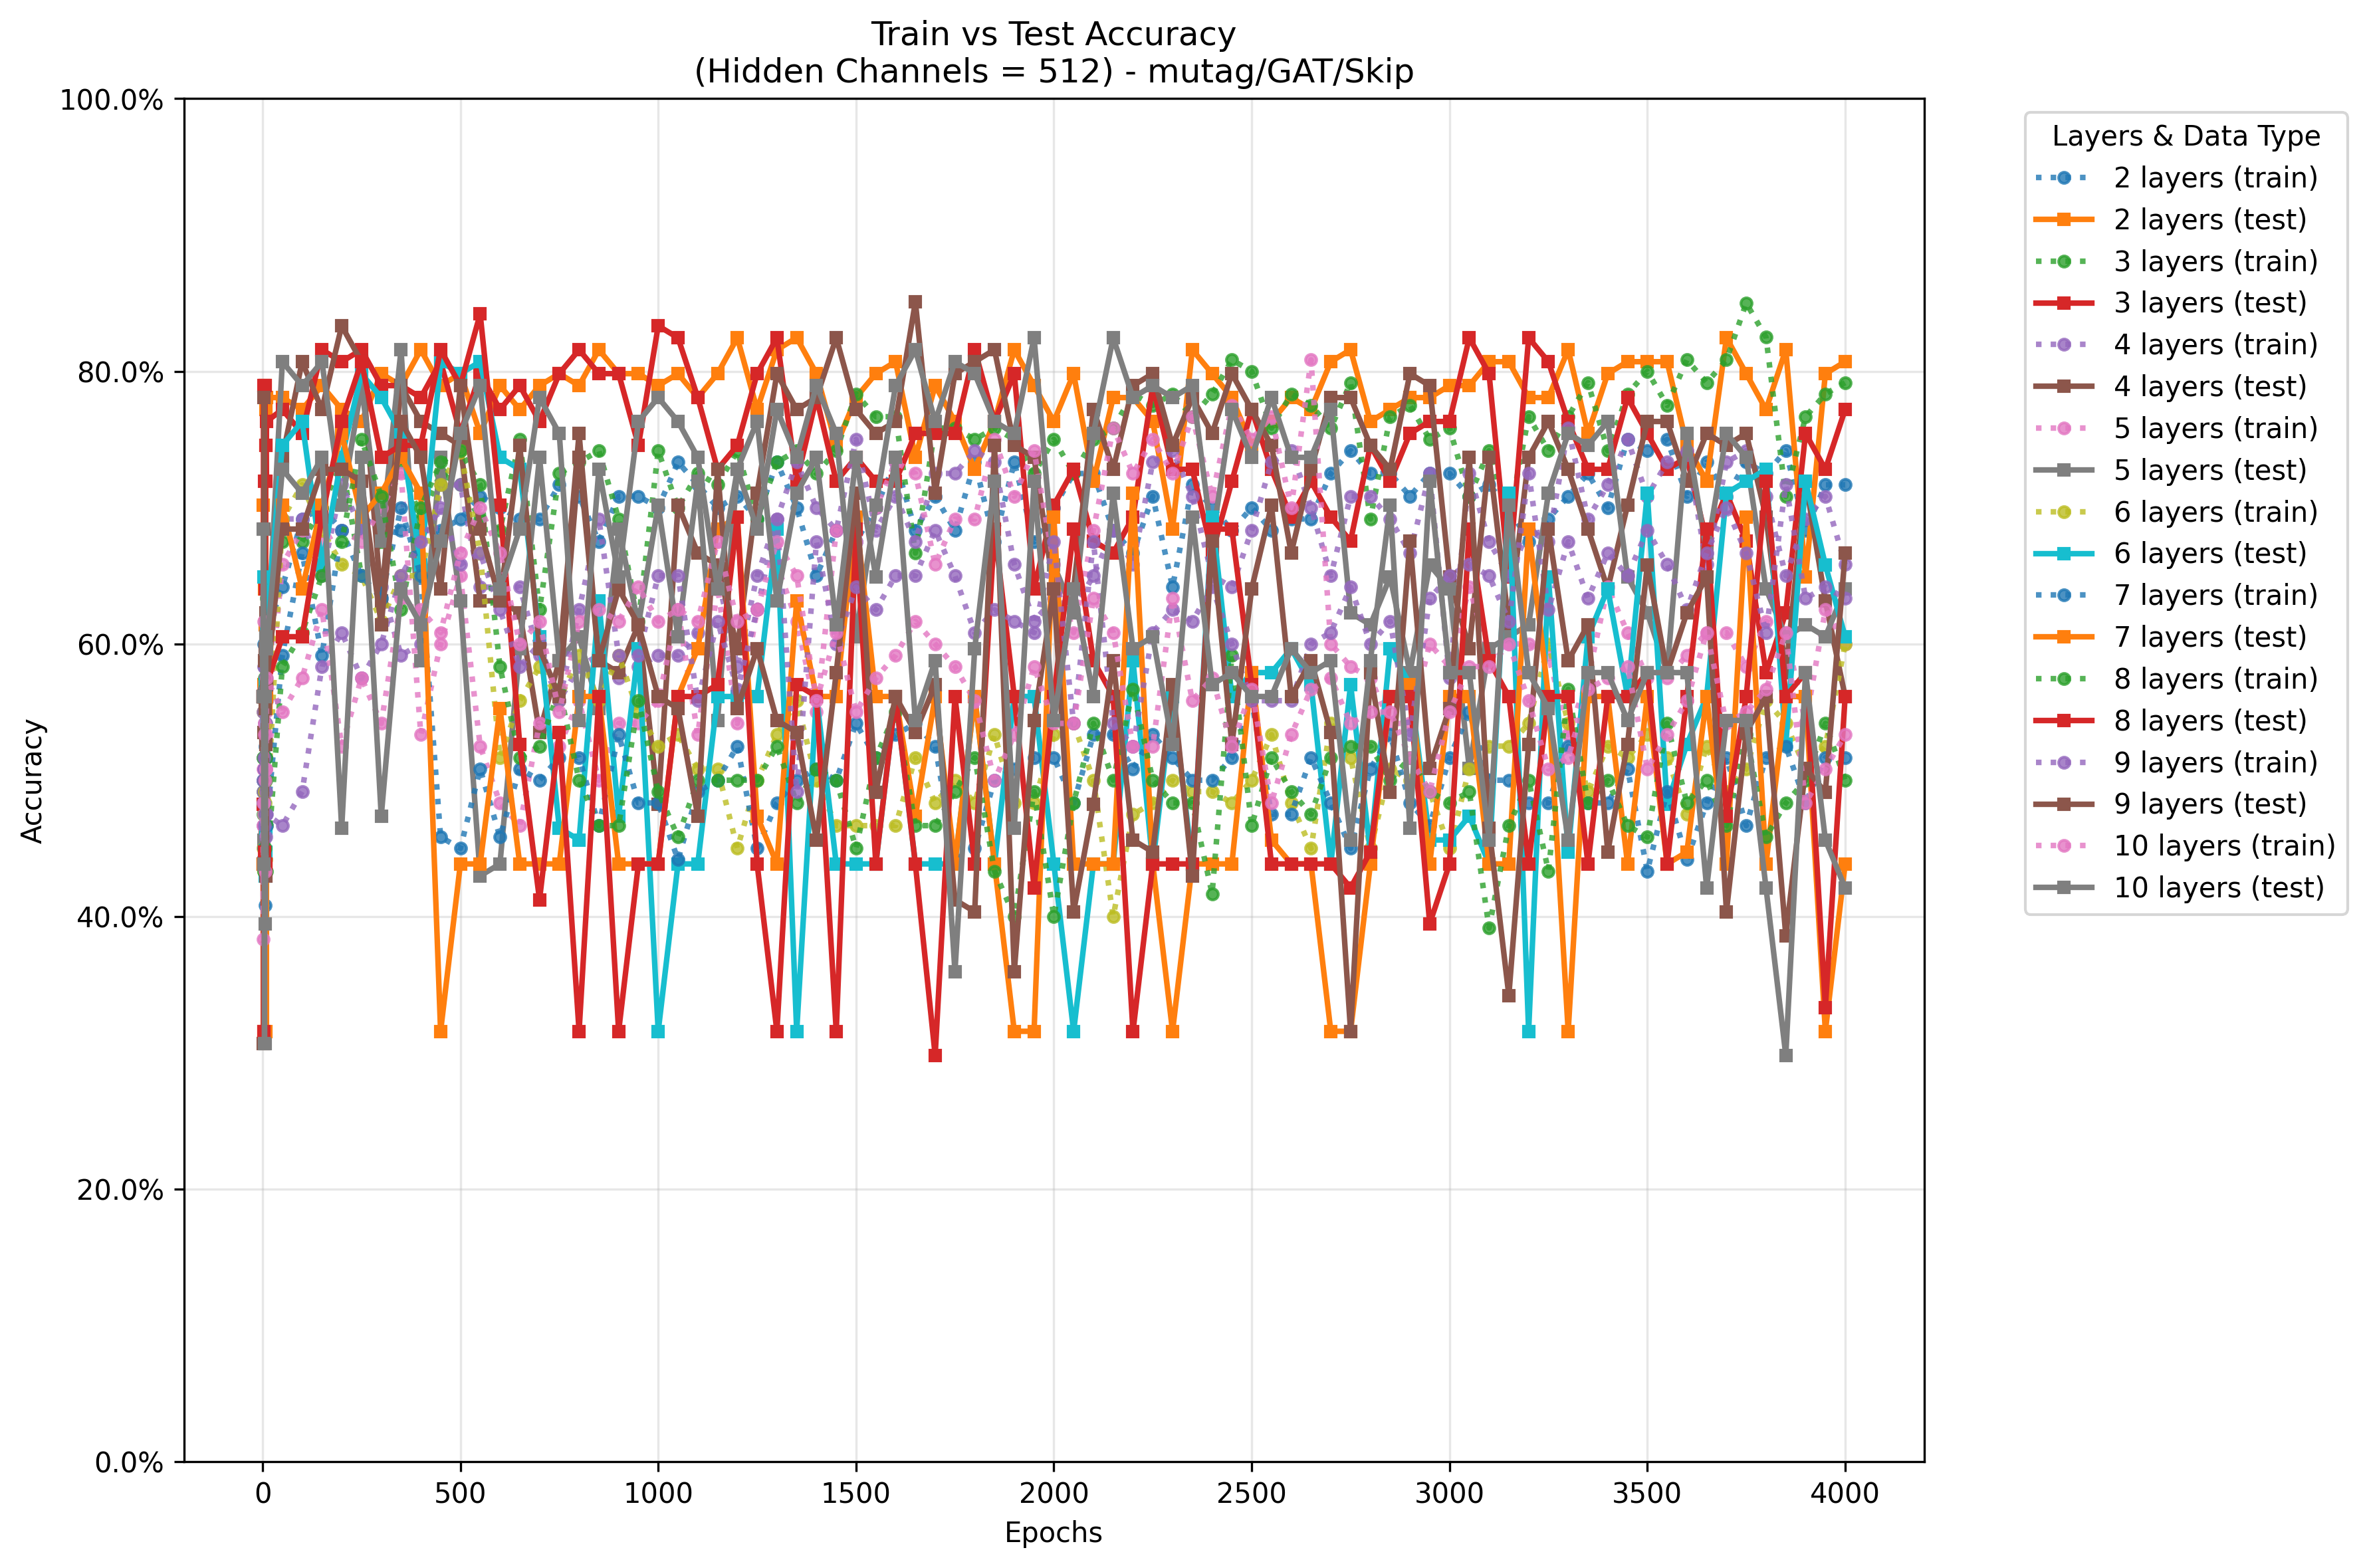 Train vs Test Accuracy
(Hidden Channels = 512) - mutag/GAT/Skip
100.0%
80.0%
60.0%
40.0%
20.0%
0.0%
Accuracy
0
500
1000
1500
2000
2500
3000
3500
4000
Epochs
Layers & Data Type
2 layers (train)
2 layers (test)
3 layers (train)
3 layers (test)
4 layers (train)
4 layers (test)
5 layers (train)
5 layers (test)
6 layers (train)
6 layers (test)
7 layers (train)
7 layers (test)
8 layers (train)
8 layers (test)
9 layers (train)
9 layers (test)
10 layers (train)
10 layers (test)